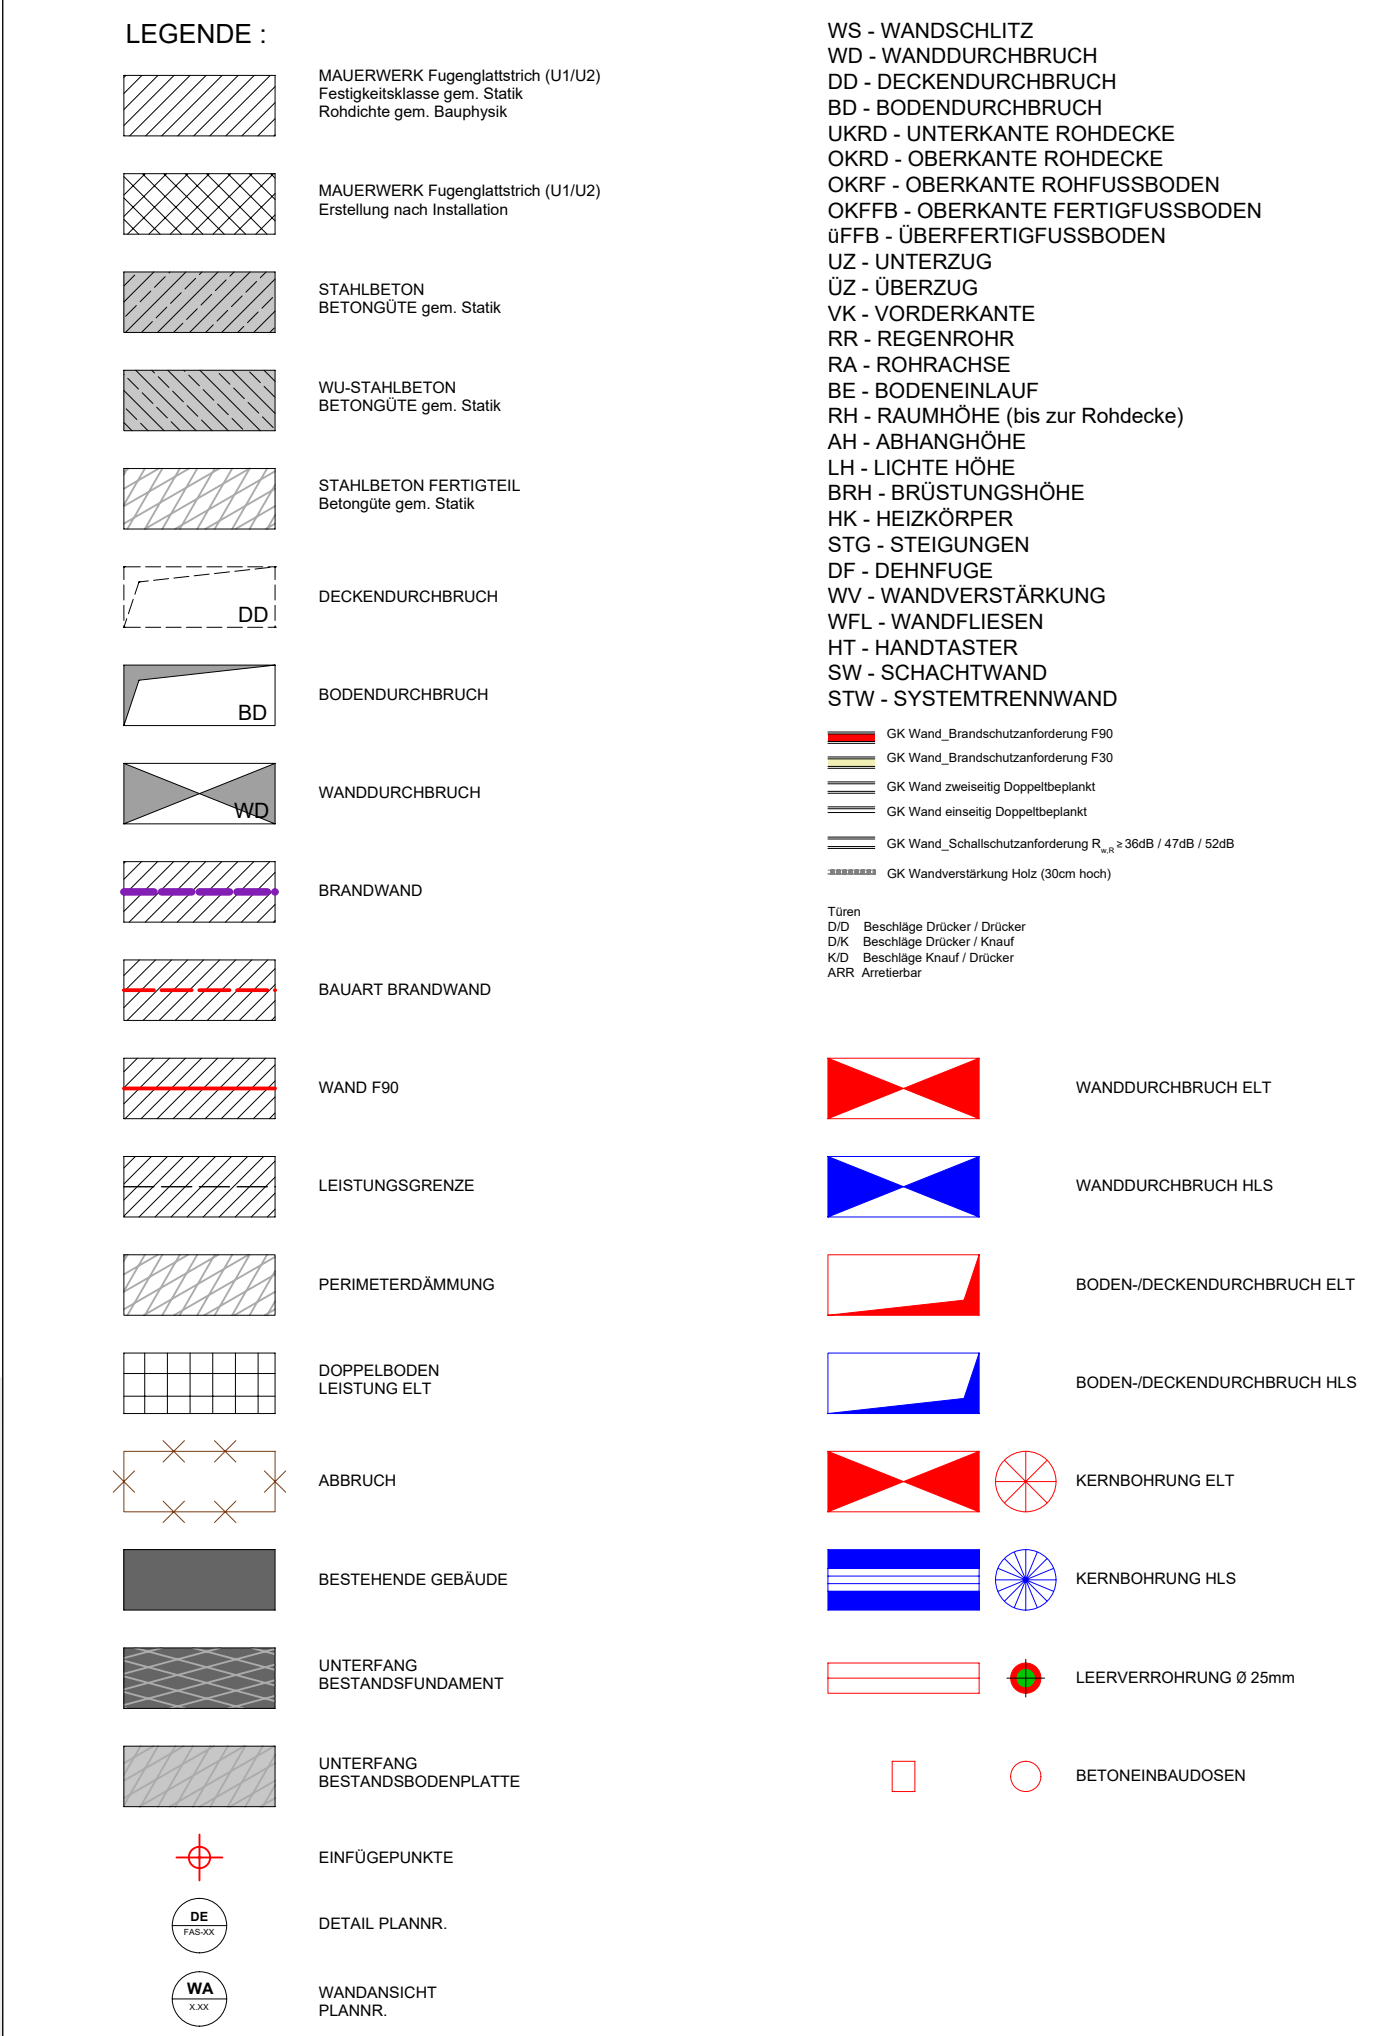 LEGENDE :
MAUERWERK Fugenglattstrich (U1/U2)
Festigkeitsklasse gem. Statik
Rohdichte gem. Bauphysik
MAUERWERK Fugenglattstrich (U1/U2)
Erstellung nach Installation
STAHLBETON
BETONGÜTE gem. Statik
WU-STAHLBETON
BETONGÜTE gem. Statik
STAHLBETON FERTIGTEIL
Betongüte gem. Statik
DD
DECKENDURCHBRUCH
BD
BODENDURCHBRUCH
WD
WANDDURCHBRUCH
BRANDWAND
BAUART BRANDWAND
WAND F90
LEISTUNGSGRENZE
PERIMETERDÄMMUNG
DOPPELBODEN
LEISTUNG ELT
ABBRUCH
BESTEHENDE GEBÄUDE
UNTERFANG
BESTANDSFUNDAMENT
UNTERFANG
BESTANDSBODENPLATTE
EINFÜGEPUNKTE
DE
FAS-XX
DETAIL PLANNR.
WA
X.XX
WANDANSICHT
PLANNR.
WS - WANDSCHLITZ
WD - WANDDURCHBRUCH
DD - DECKENDURCHBRUCH
BD - BODENDURCHBRUCH
UKRD - UNTERKANTE ROHDECKE
OKRD - OBERKANTE ROHDECKE
OKRF - OBERKANTE ROHFUSSBODEN
OKFFB - OBERKANTE FERTIGFUSSBODEN
üFFB - ÜBERFERTIGFUSSBODEN
UZ - UNTERZUG
ÜZ - ÜBERZUG
VK - VORDERKANTE
RR - REGENROHR
RA - ROHRACHSE
BE - BODENEINLAUF
RH - RAUMHÖHE (bis zur Rohdecke)
AH - ABHANGHÖHE
LH - LICHTE HÖHE
BRH - BRÜSTUNGSHÖHE
HK - HEIZKÖRPER
STG - STEIGUNGEN
DF - DEHNFUGE
WV - WANDVERSTÄRKUNG
WFL - WANDFLIESEN
HT - HANDTASTER
SW - SCHACHTWAND
STW - SYSTEMTRENNWAND
GK Wand_Brandschutzanforderung F90
GK Wand_Brandschutzanforderung F30
GK Wand zweiseitig Doppeltbeplankt
GK Wand einseitig Doppeltbeplankt
GK Wand_Schallschutzanforderung Rw,R ≥ 36dB / 47dB / 52dB
GK Wandverstärkung Holz (30cm hoch)
Türen
D/D Beschläge Drücker / Drücker
D/K Beschläge Drücker / Knauf
K/D Beschläge Knauf / Drücker
ARR Arretierbar
WANDDURCHBRUCH ELT
WANDDURCHBRUCH HLS
BODEN-/DECKENDURCHBRUCH ELT
BODEN-/DECKENDURCHBRUCH HLS
KERNBOHRUNG ELT
KERNBOHRUNG HLS
LEERVERROHRUNG Ø 25mm
BETONEINBAUDOSEN